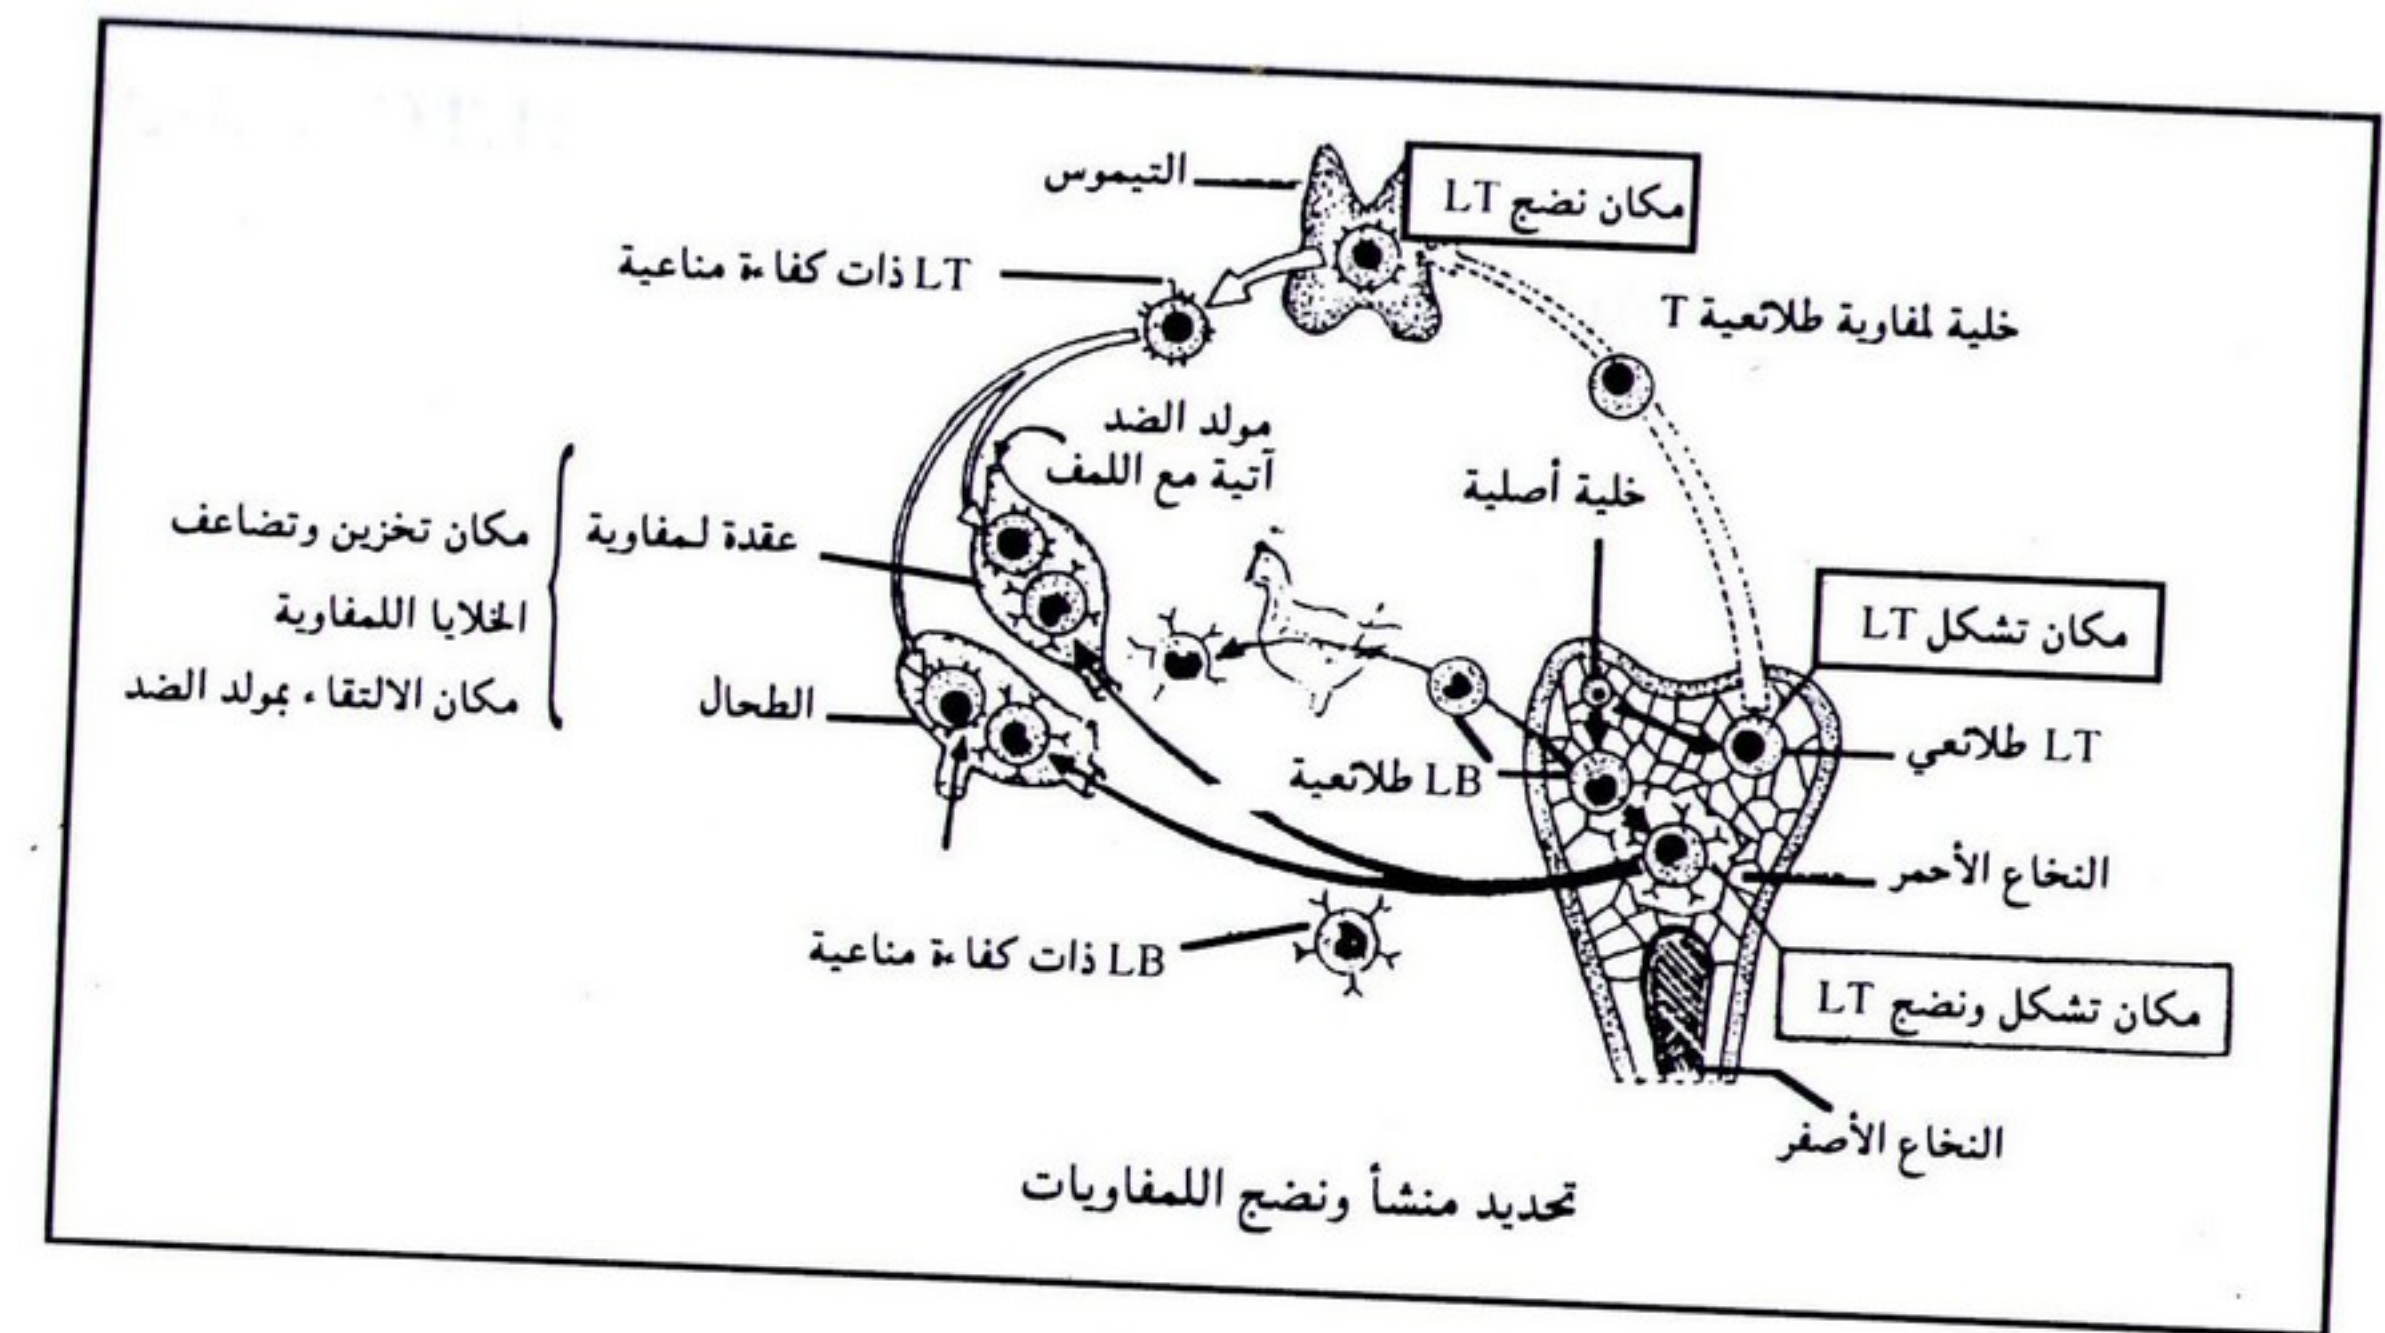 التيموس
مكان نضج LT
LT ذات كفاءة مناعية
خلية لمفاوية طلائعية T
مولد الضد
آتية مع اللمف
خلية أصلية
مكان تخزين وتضاعف
الخلايا اللمفاوية
مكان الالتقاء بمولد الضد
عقدة لمفاوية
الطحال
مكان تشكل LT
LB طلائعية
LT طلائعي
النخاع الأحمر
LB ذات كفاءة مناعية
مكان تشكل ونضج LT
النخاع الأصفر
تحديد منشأ ونضج اللمفاويات